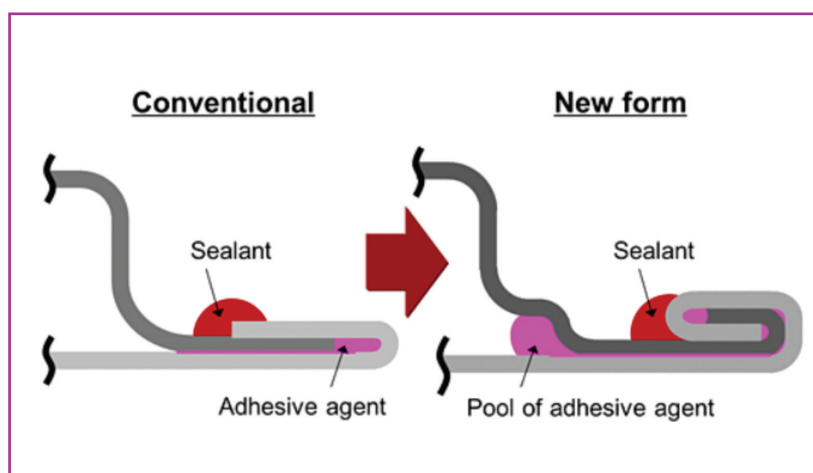 Conventional
New form
Sealant
Sealant
Adhesive agent
Pool of adhesive agent